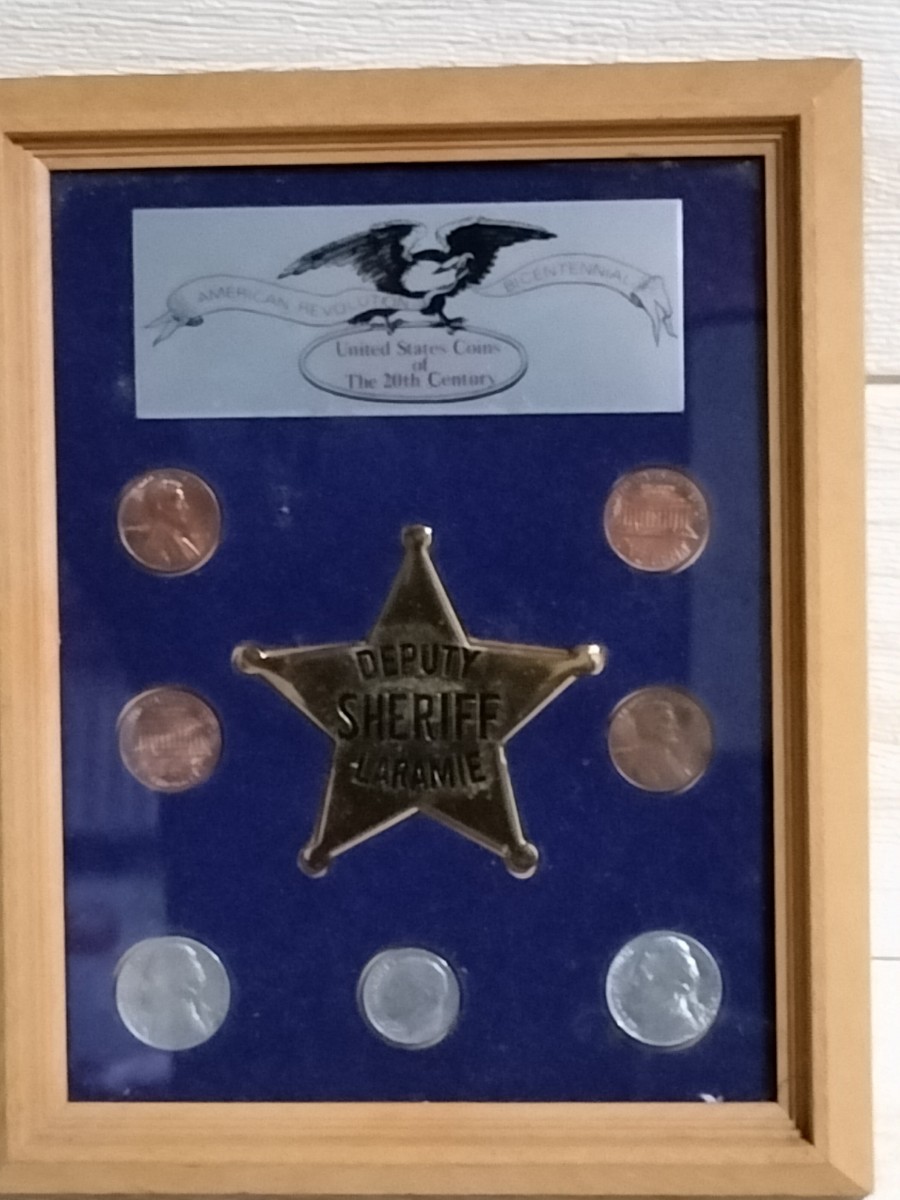 AMERICAN REVOLUTION BICENTENNIAL
United States Coins
of
The 20th Century
DEPUTY
SHERIFF
LARAMIE